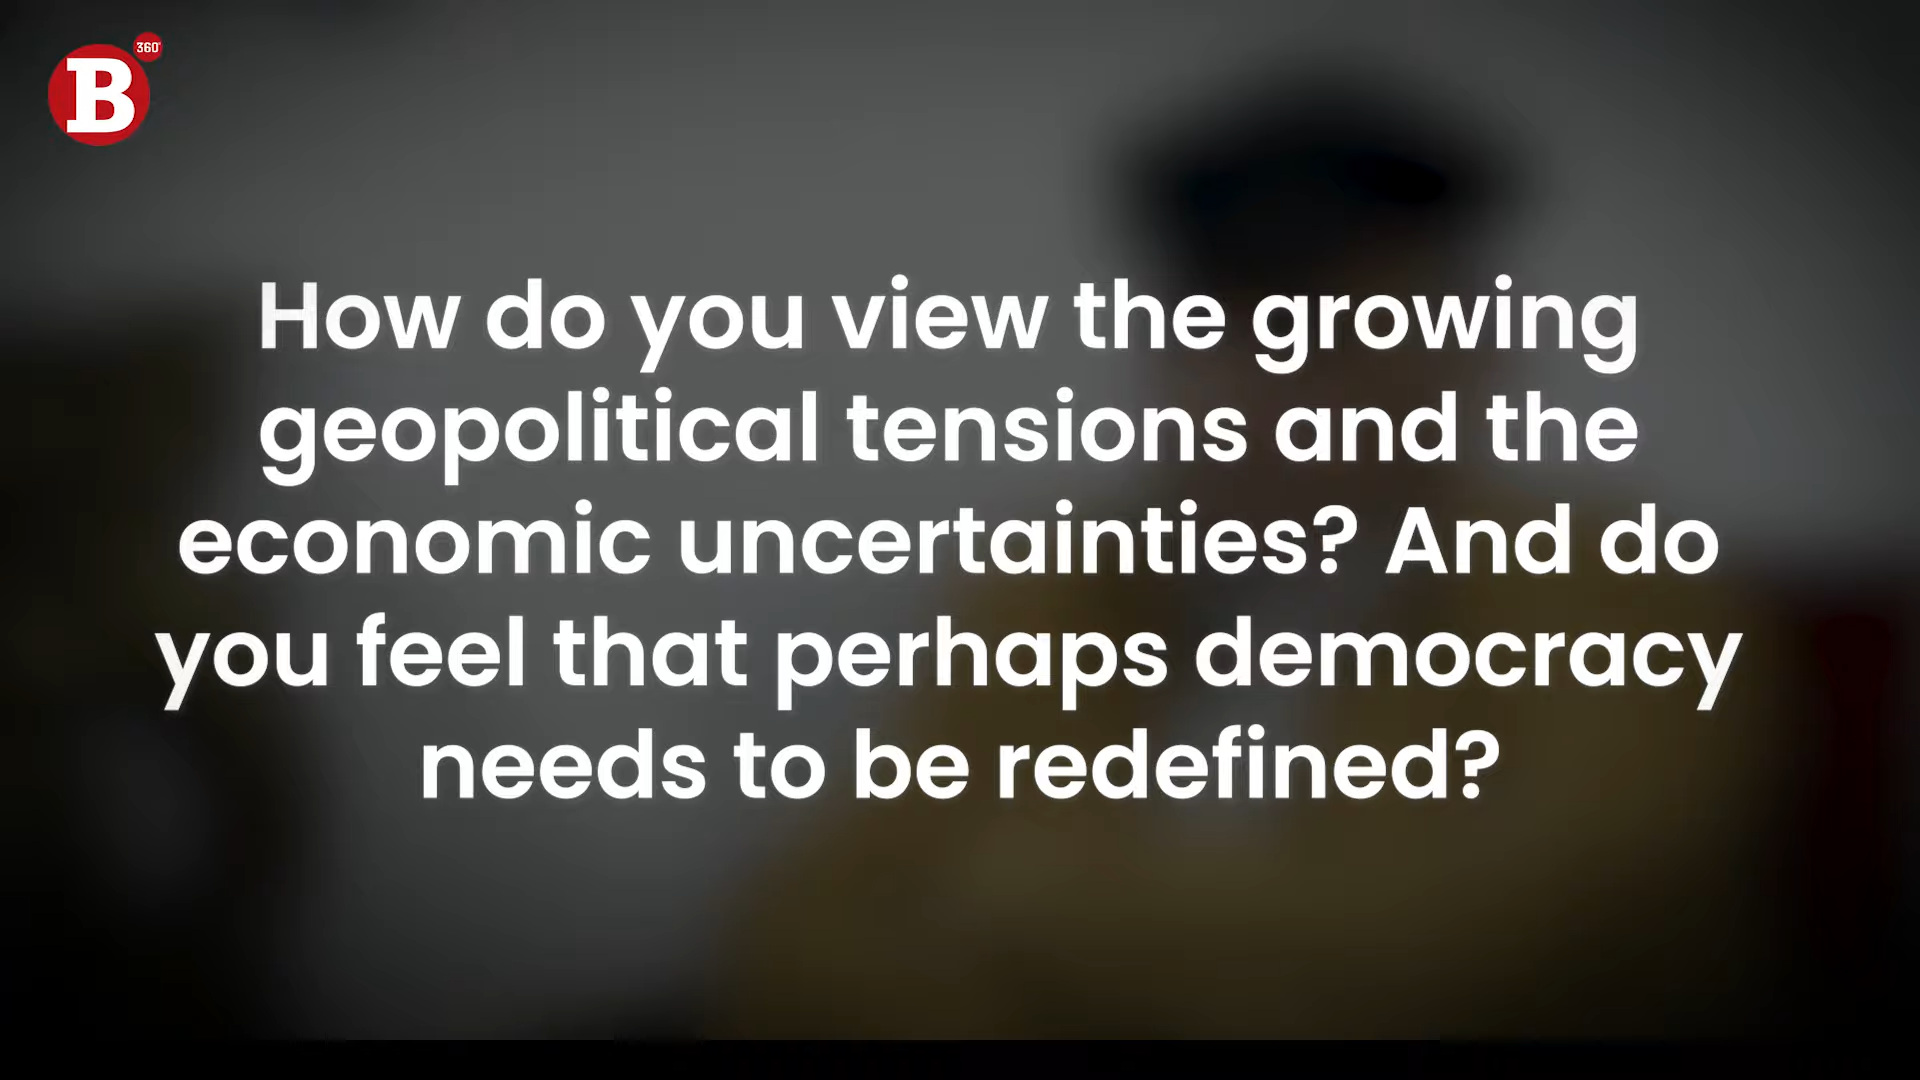 B
360°
How do you view the growing
geopolitical tensions and the
economic uncertainties? And do
you feel that perhaps democracy
needs to be redefined?